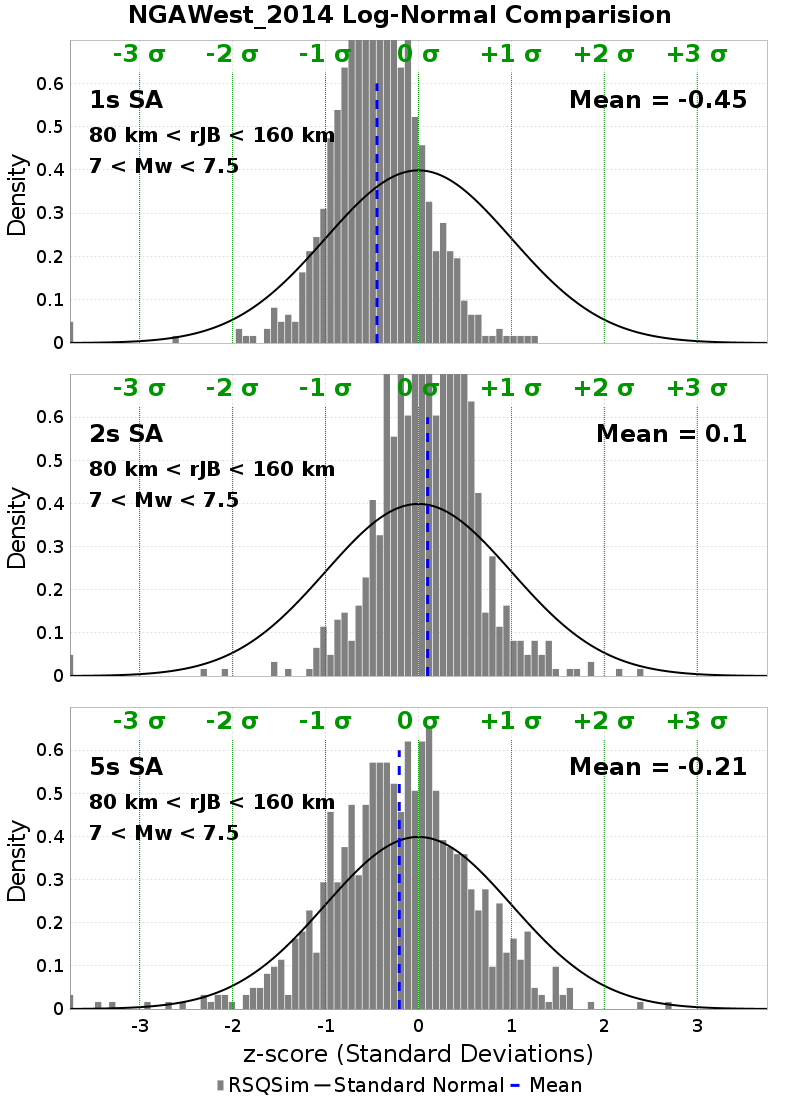 NGAWest_2014 Log-Normal Comparision
-3 σ -2 σ -1 σ 0 σ +1 σ +2 σ +3 σ
1s SA
Mean = -0.45
80 km < rJB < 160 km
7 < Mw < 7.5
Density
0.6
0.5
0.4
0.3
0.2
0.1
0
-3 σ -2 σ -1 σ 0 σ +1 σ +2 σ +3 σ
2s SA
Mean = 0.1
80 km < rJB < 160 km
7 < Mw < 7.5
Density
0.6
0.5
0.4
0.3
0.2
0.1
0
-3 σ -2 σ -1 σ 0 σ +1 σ +2 σ +3 σ
5s SA
Mean = -0.21
80 km < rJB < 160 km
7 < Mw < 7.5
Density
0.6
0.5
0.4
0.3
0.2
0.1
0
-3 -2 -1 0 1 2 3
z-score (Standard Deviations)
RSQSim Standard Normal Mean